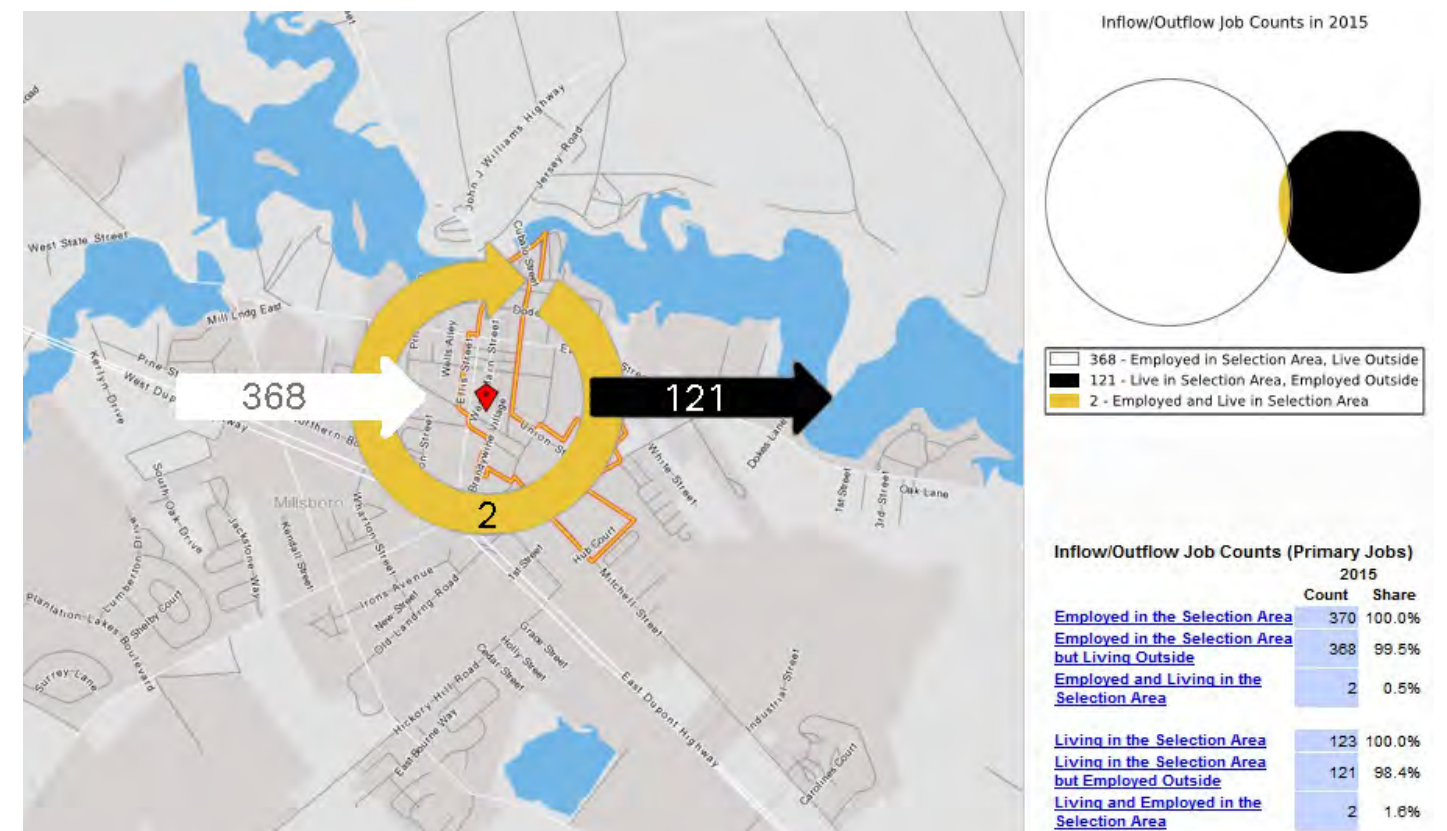 Inflow/Outflow Job Counts in 2015
John J Williams Highway
Jersey Road
West State Street
Cubalo Street
Mill Lndg East
Wells Alley
Ellis Street
Main Street
368
121
Pine St
West Dup
Kerlyn Drive
Brandywine Village
Union St
White Street
Dokes Lane
1st Street
3rd Street
Oak Lane
Millsboro
2
South Oak Drive
Jackstone Way
Kendall Street
Wharton Street
Hub Court
1st Street
Mitchell Street
Irons Avenue
New Street
Old Landing Road
Plantation Lakes Boulevard
Shelby Court
Surrey Lane
Grace Street
Holly Street
Cedar Street
Hickory Hill Road
East Bourne Way
East Dupont Highway
Industrial Street
Carolines Court
368 - Employed in Selection Area, Live Outside
121 - Live in Selection Area, Employed Outside
2 - Employed and Live in Selection Area
Inflow/Outflow Job Counts (Primary Jobs)
2015
Count Share
Employed in the Selection Area 370 100.0%
Employed in the Selection Area
but Living Outside 368 99.5%
Employed and Living in the
Selection Area 2 0.5%
Living in the Selection Area 123 100.0%
Living in the Selection Area
but Employed Outside 121 98.4%
Living and Employed in the
Selection Area 2 1.6%